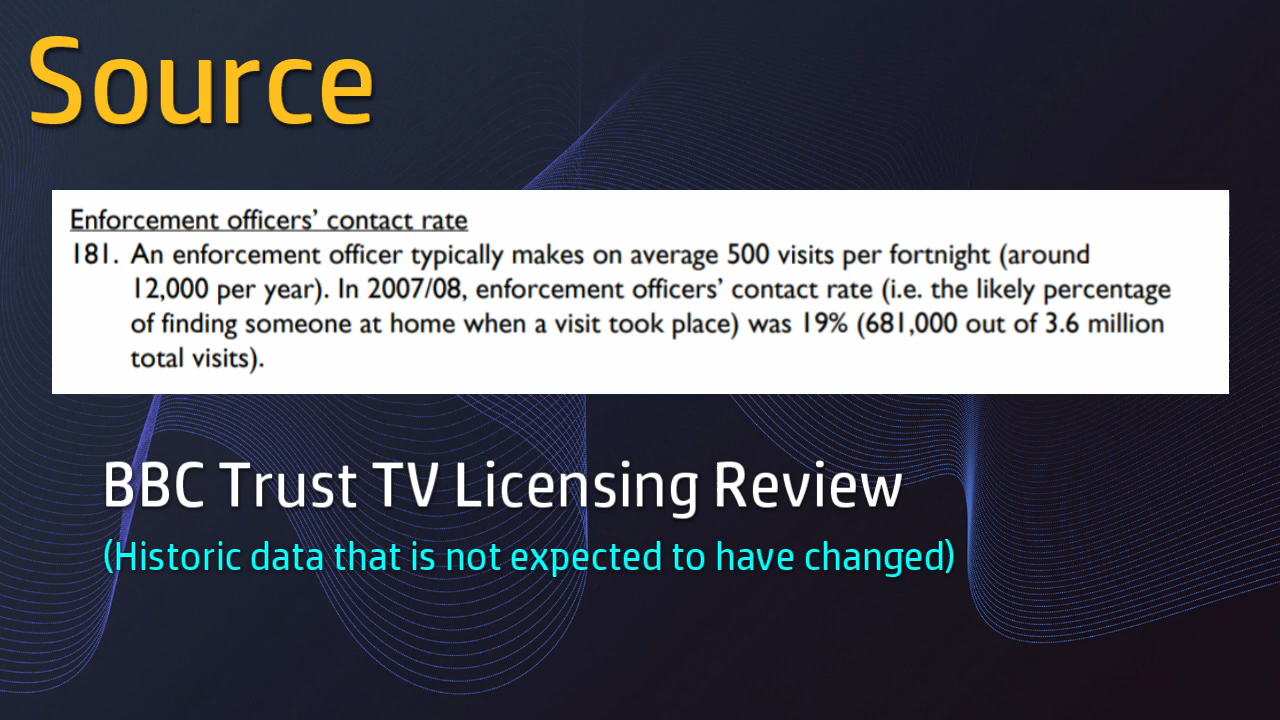 Source
Enforcement officers’ contact rate
181. An enforcement officer typically makes on average 500 visits per fortnight (around
12,000 per year). In 2007/08, enforcement officers’ contact rate (i.e. the likely percentage
of finding someone at home when a visit took place) was 19% (681,000 out of 3.6 million
total visits).
BBC Trust TV Licensing Review
(Historic data that is not expected to have changed)